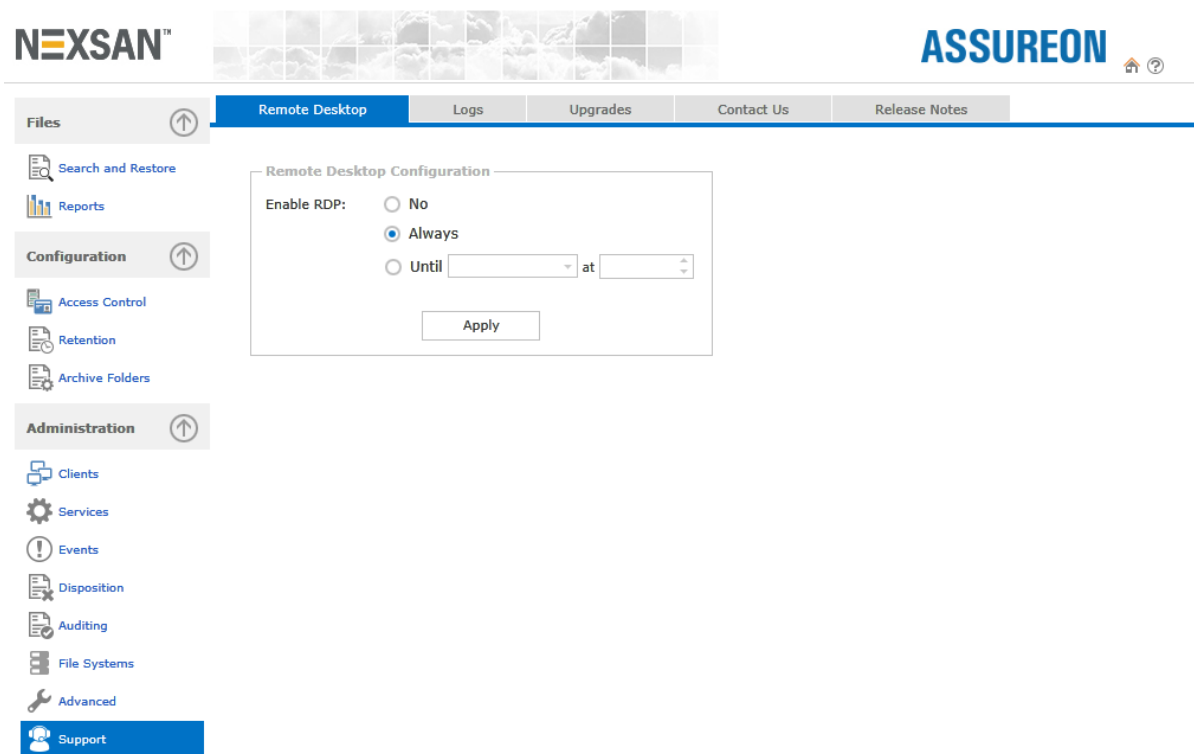 NEXSAN™
ASSUREON
Files
Search and Restore
Reports
Configuration
Access Control
Retention
Archive Folders
Administration
Clients
Services
Events
Disposition
Auditing
File Systems
Advanced
Support
Remote Desktop Logs Upgrades Contact Us Release Notes
Remote Desktop Configuration
Enable RDP: No
Always
Until at
Apply